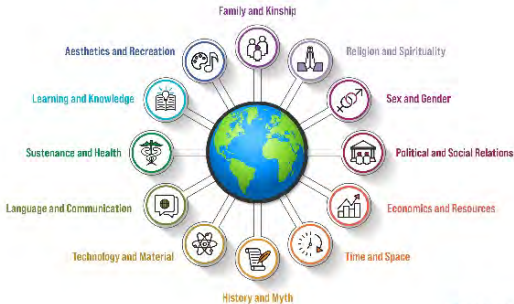 Family and Kinship
Aesthetics and Recreation
Religion and Spirituality
Learning and Knowledge
Sex and Gender
Sustenance and Health
Political and Social Relations
Language and Communication
Economics and Resources
Technology and Material
Time and Space
History and Myth